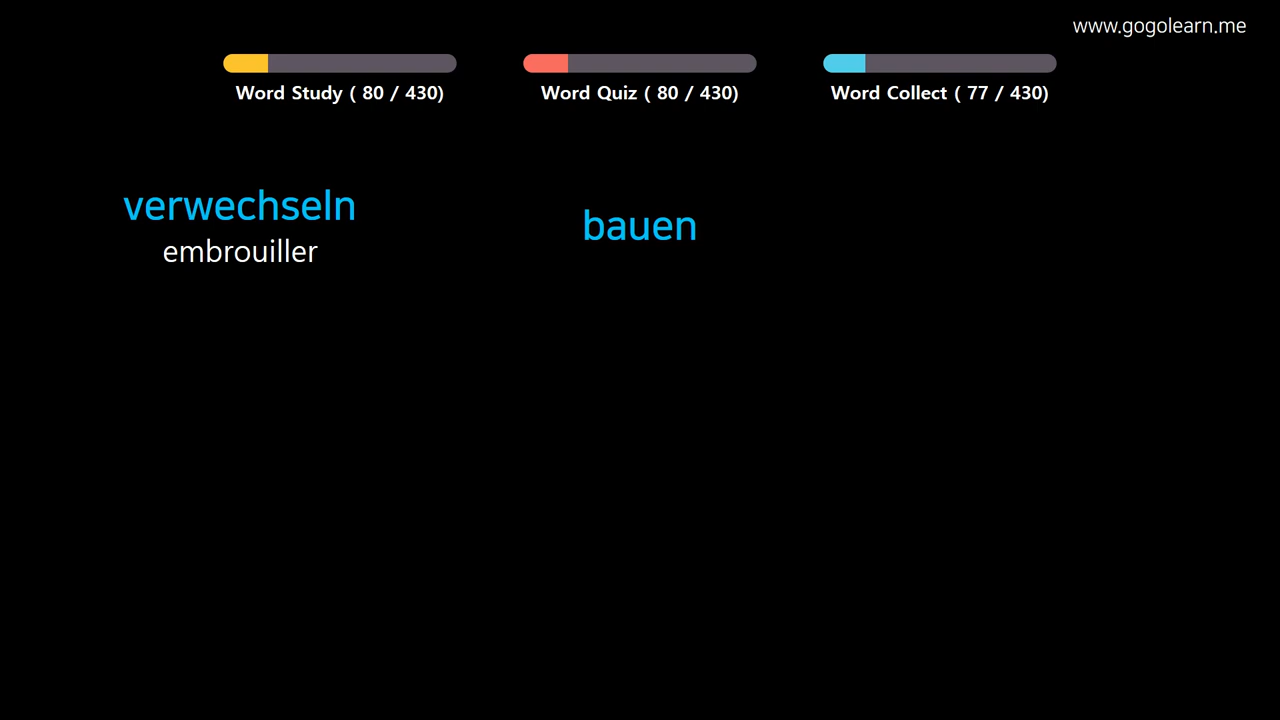 www.gogolearn.me
Word Study ( 80 / 430)
Word Quiz ( 80 / 430)
Word Collect ( 77 / 430)
verwechseln
embrouiller
bauen